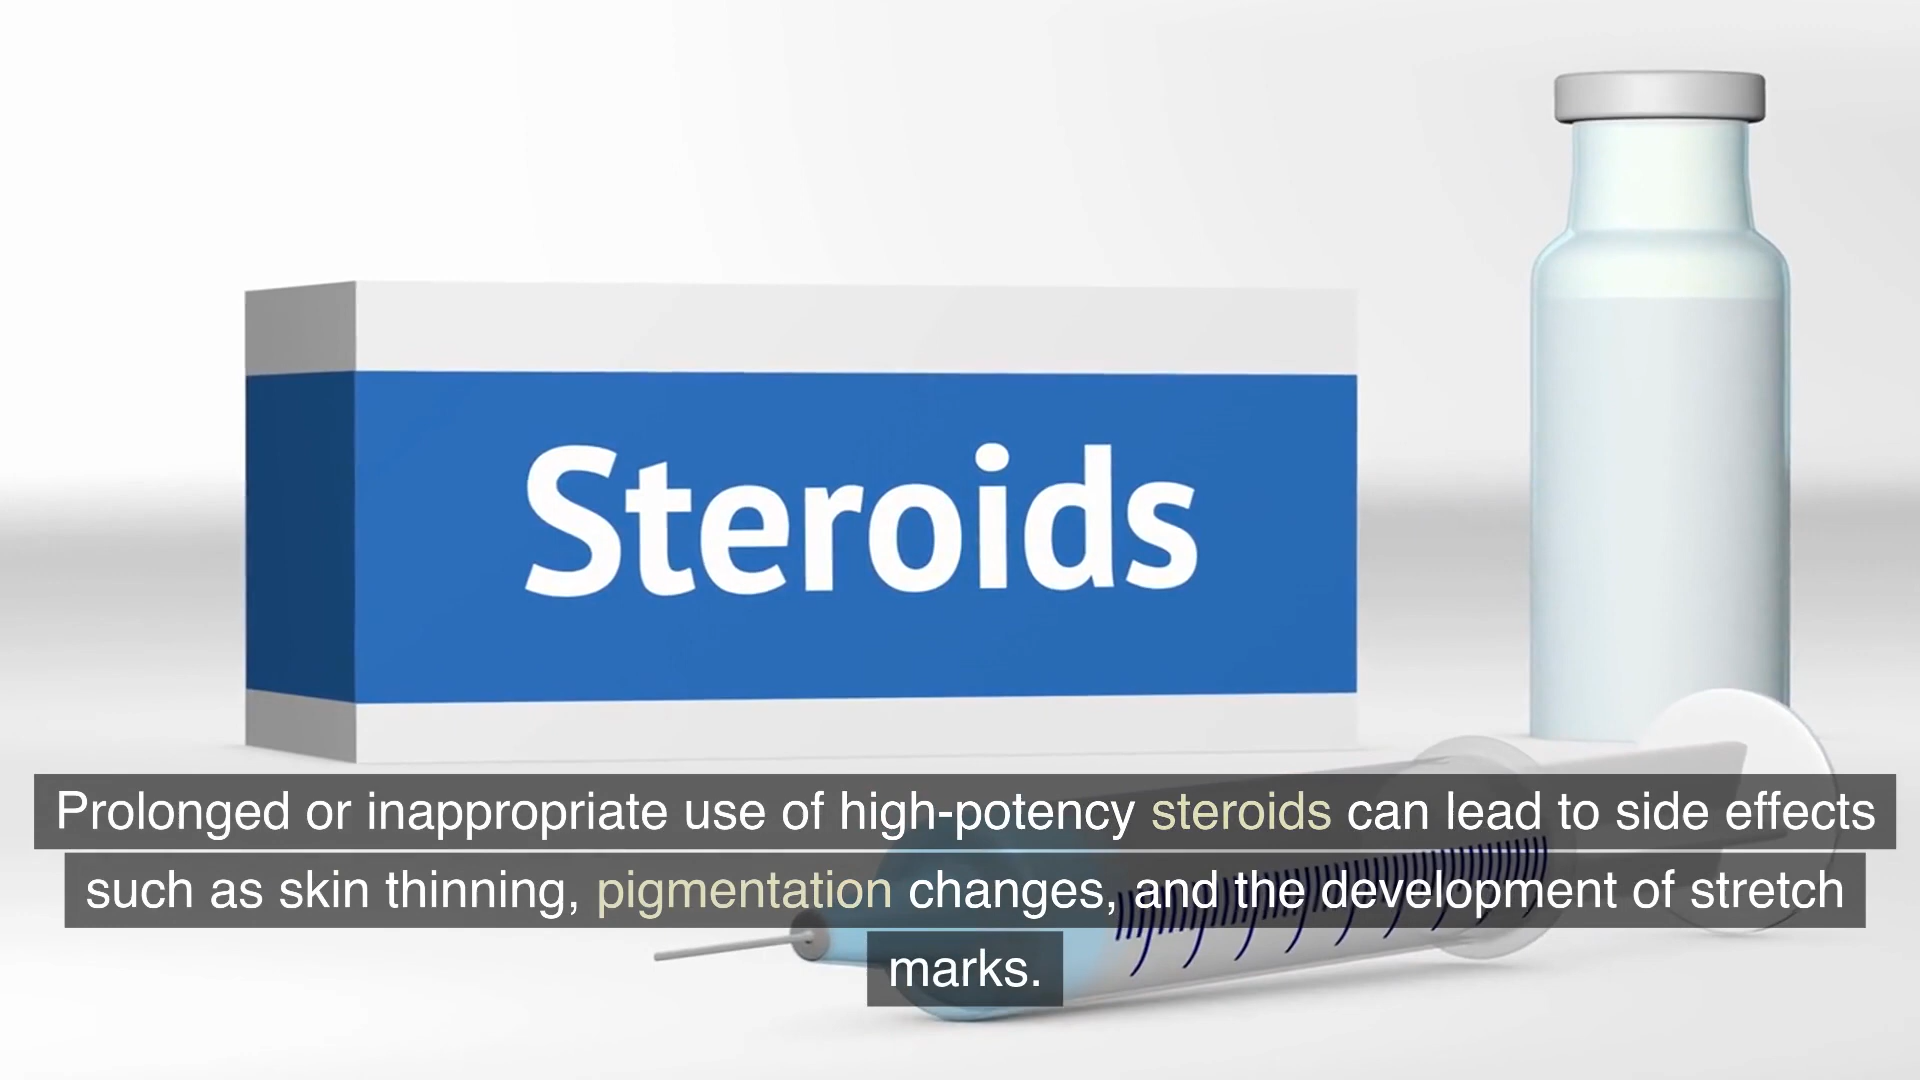 Steroids
Prolonged or inappropriate use of high-potency steroids can lead to side effects
such as skin thinning, pigmentation changes, and the development of stretch
marks.